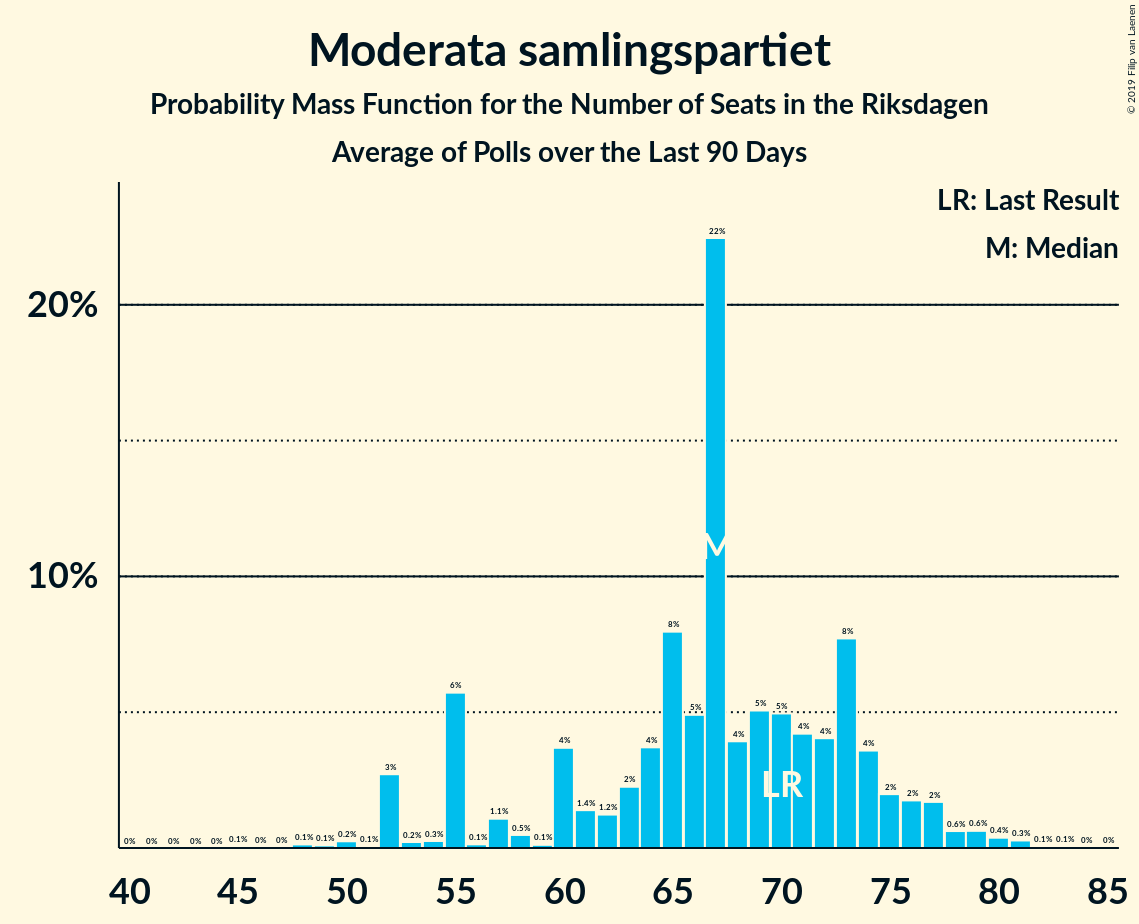 Moderata samlingspartiet
Probability Mass Function for the Number of Seats in the Riksdagen
Average of Polls over the Last 90 Days
© 2019 Filip van Laenen
LR: Last Result
M: Median
20%
10%
0% 0% 0% 0% 0% 0.1% 0% 0% 0.1% 0.1% 0.2% 0.1% 3% 0.2% 0.3% 6% 0.1% 1.1% 0.5% 0.1% 4% 1.4% 1.2% 2% 4% 8% 5% 22% 4% 5% 5% 4% 4% 8% 4% 2% 2% 2% 0.6% 0.6% 0.4% 0.3% 0.1% 0.1% 0% 0%
M
LR
40 45 50 55 60 65 70 75 80 85